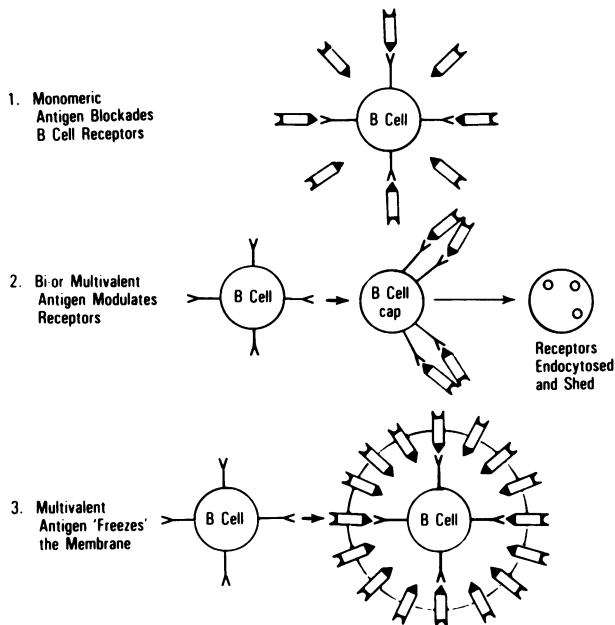 1. Monomeric
Antigen Blockades
B Cell Receptors
B Cell
2. Bi-or Multivalent
Antigen Modulates
Receptors
B Cell
B Cell
cap
Receptors
Endocytosed
and Shed
3. Multivalent
Antigen 'Freezes'
the Membrane
B Cell
B Cell